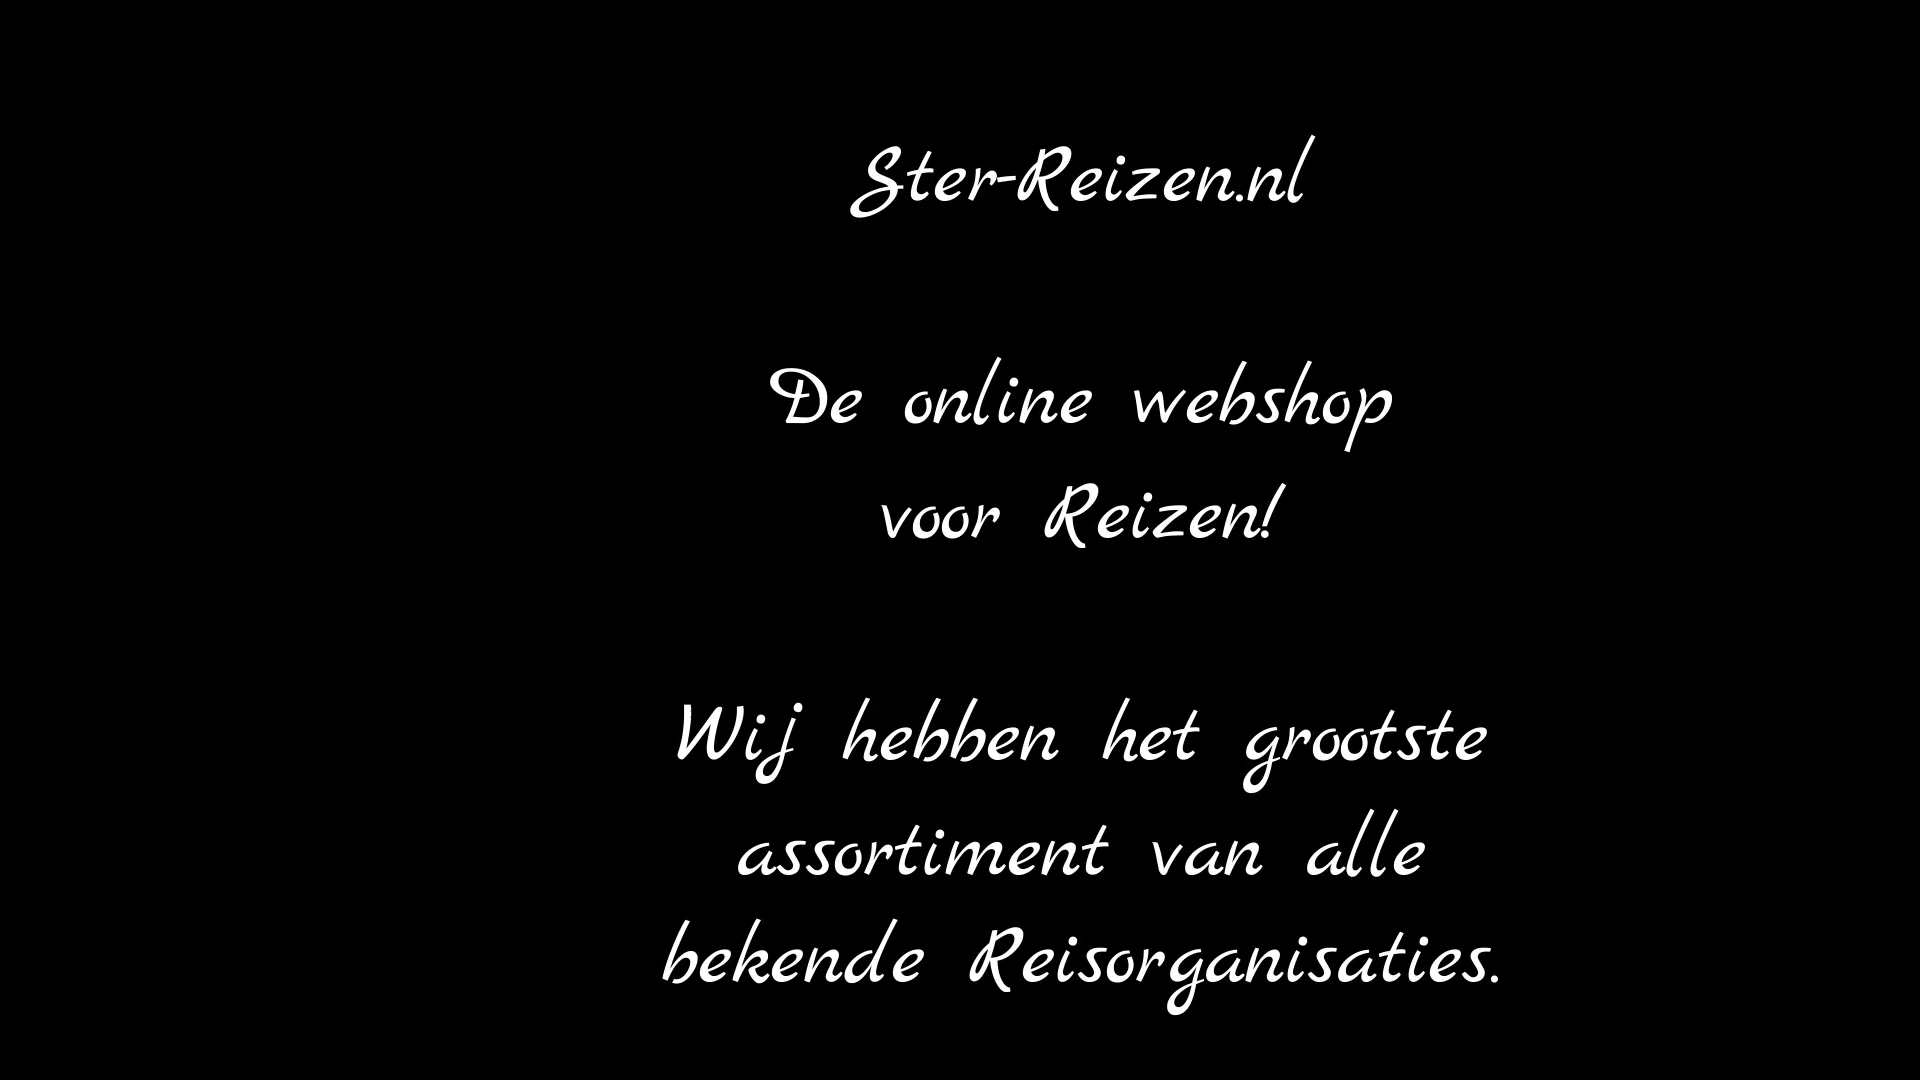 Ster-Reizen.nl
De online webshop
voor Reizen!
Wij hebben het grootste
assortiment van alle
bekende Reisorganisaties.